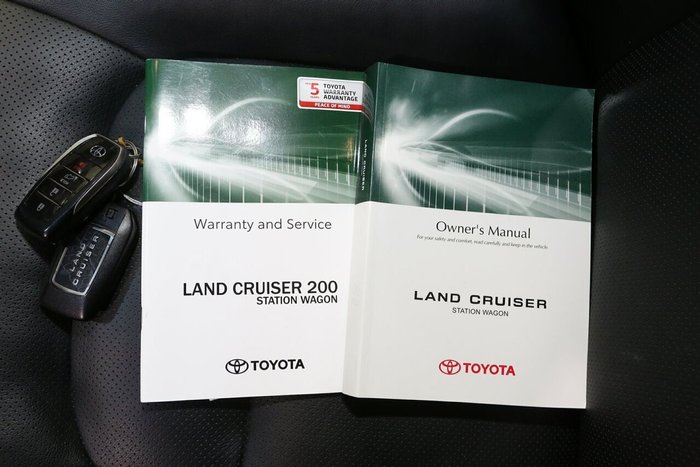 5
TOYOTA
WARRANTY
ADVANTAGE
PEACE OF MIND
Warranty and Service
LAND CRUISER 200
STATION WAGON
TOYOTA
LAND CRUISER
Owner's Manual
For your safety and comfort, read carefully and keep in the vehicle.
LAND CRUISER
STATION WAGON
TOYOTA
LAND
CRUISER